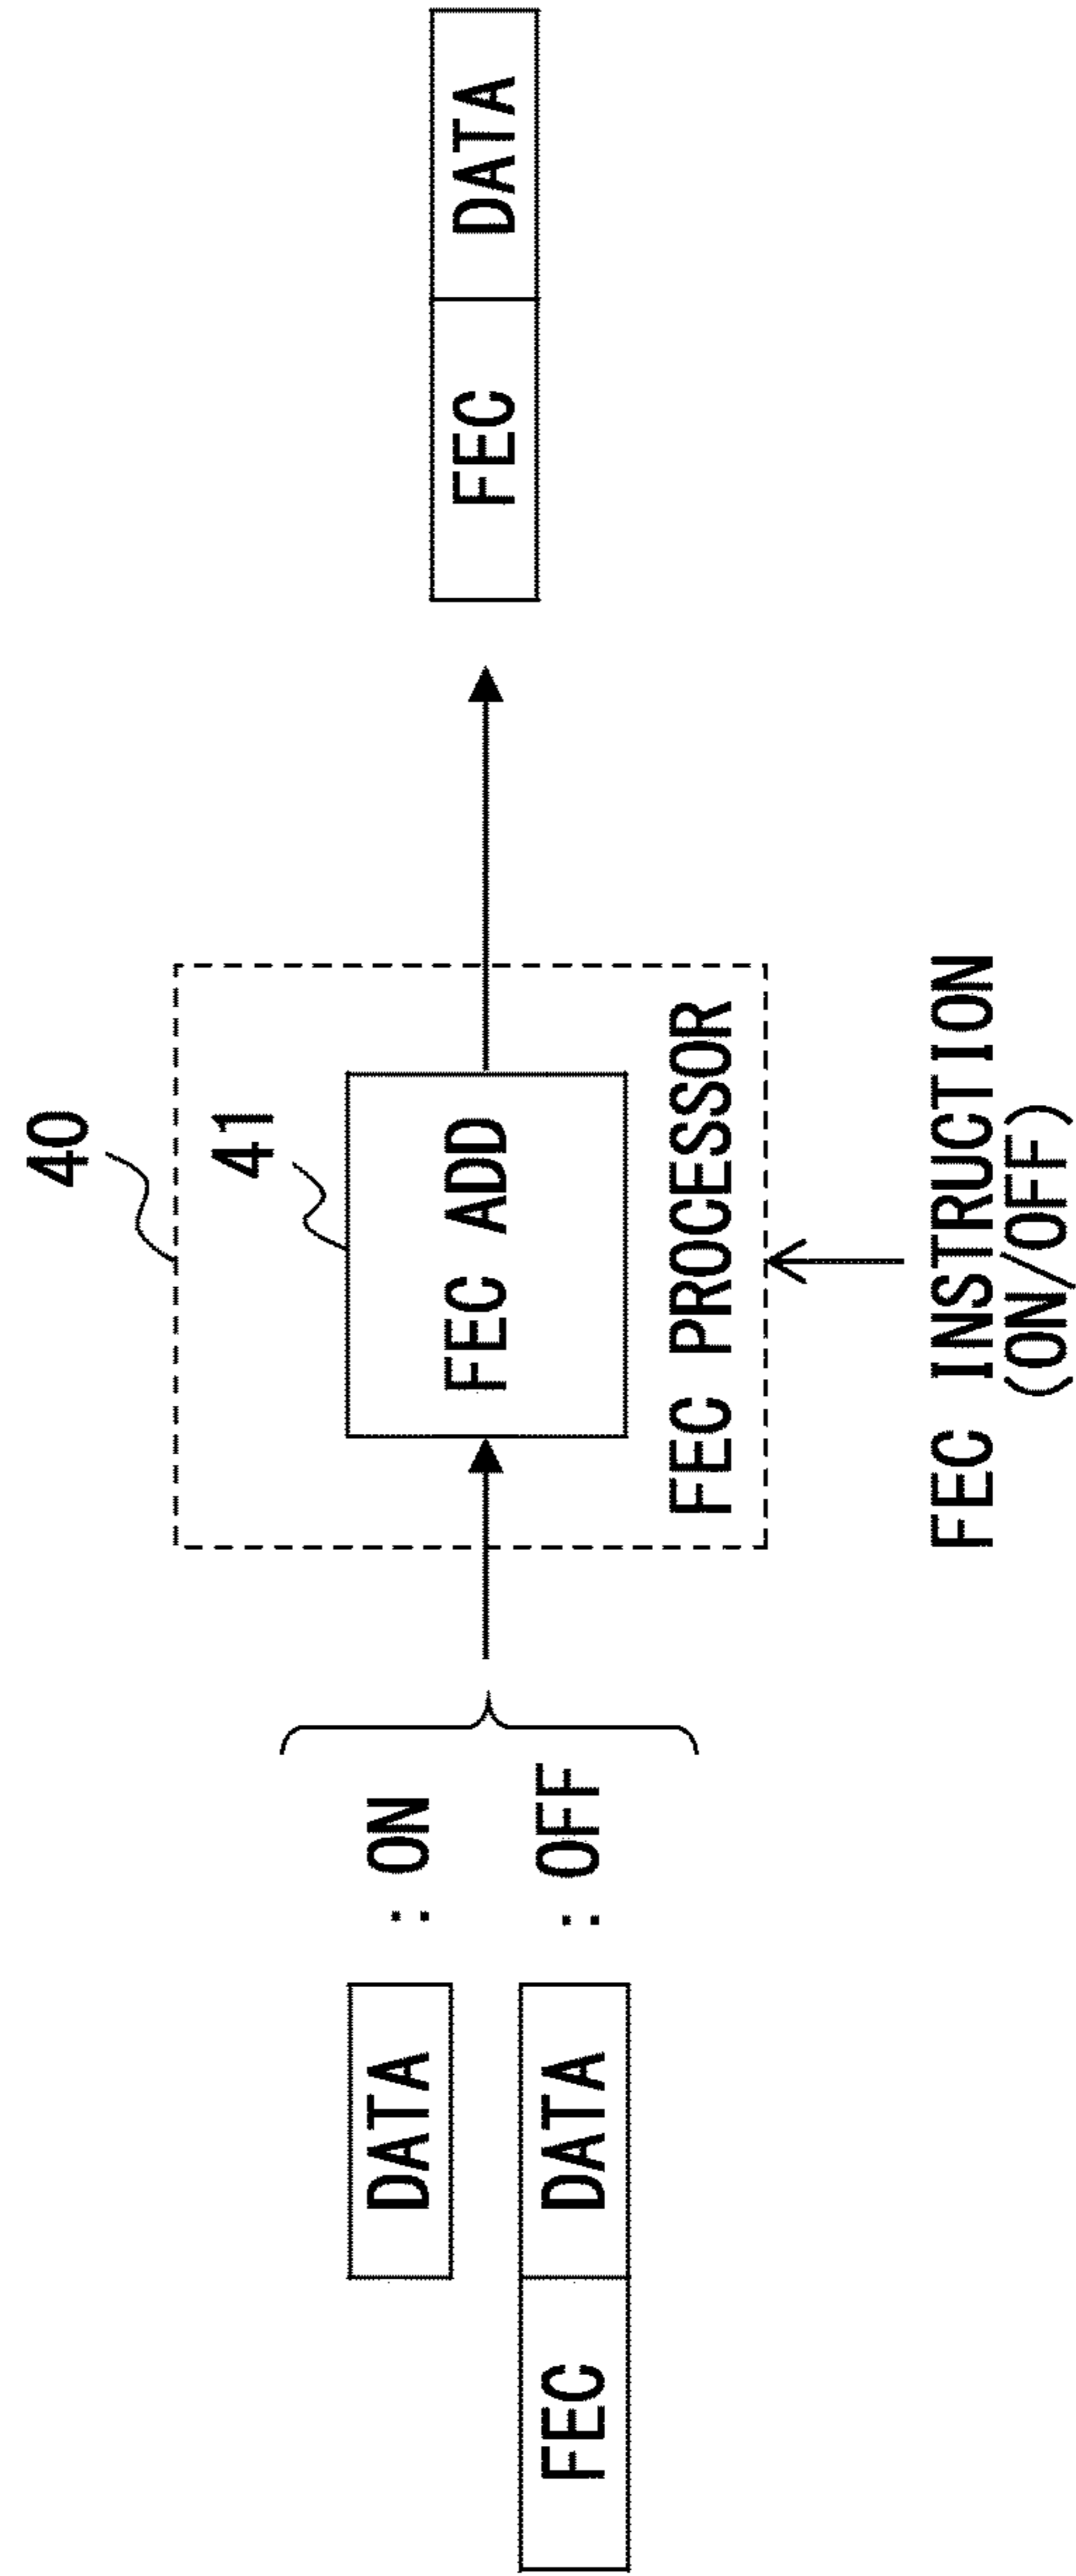 40
41
DATA
: ON
FEC ADD
FEC
DATA
FEC
DATA
: OFF
FEC PROCESSOR
FEC INSTRUCTION
(ON/OFF)